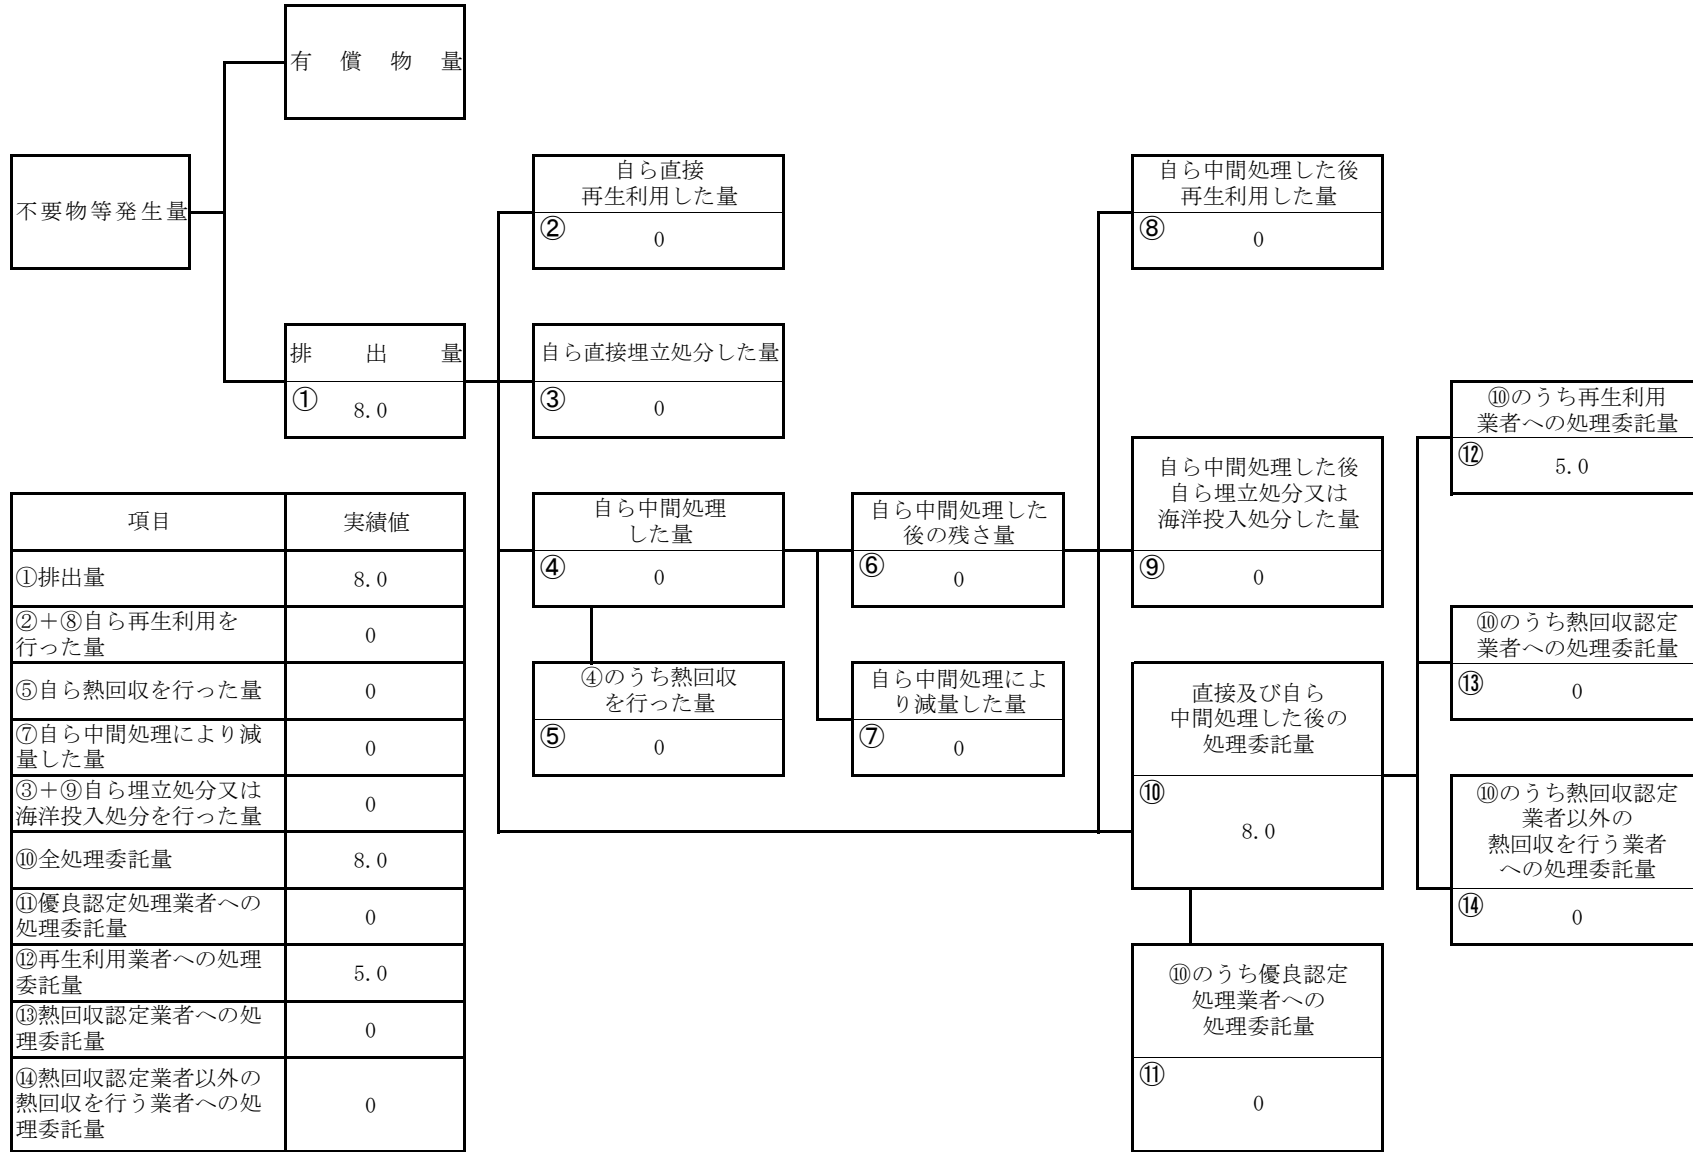 有償物量
不要物等発生量
自ら直接
再生利用した量
② 0
自ら中間処理した後
再生利用した量
⑧ 0
排出量
① 8.0
自ら直接埋立処分した量
③ 0
⑩のうち再生利用
業者への処理委託量
⑫ 5.0
自ら中間処理した後
自ら埋立処分又は
海洋投入処分した量
⑨ 0
自ら中間処理
した量
④ 0
自ら中間処理した
後の残さ量
⑥ 0
⑩のうち熱回収認定
業者への処理委託量
⑬ 0
④のうち熱回収
を行った量
⑤ 0
自ら中間処理によ
り減量した量
⑦ 0
直接及び自ら
中間処理した後の
処理委託量
⑩
8.0
⑩のうち熱回収認定
業者以外の
熱回収を行う業者
への処理委託量
⑭ 0
⑩のうち優良認定
処理業者への
処理委託量
⑪
0
項目 実績値
①排出量 8.0
②+⑧自ら再生利用を
行った量 0
⑤自ら熱回収を行った量 0
⑦自ら中間処理により減
量した量 0
③+⑨自ら埋立処分又は
海洋投入処分を行った量 0
⑩全処理委託量 8.0
⑪優良認定処理業者への
処理委託量 0
⑫再生利用業者への処理
委託量 5.0
⑬熱回収認定業者への処
理委託量 0
⑭熱回収認定業者以外の
熱回収を行う業者への処
理委託量 0